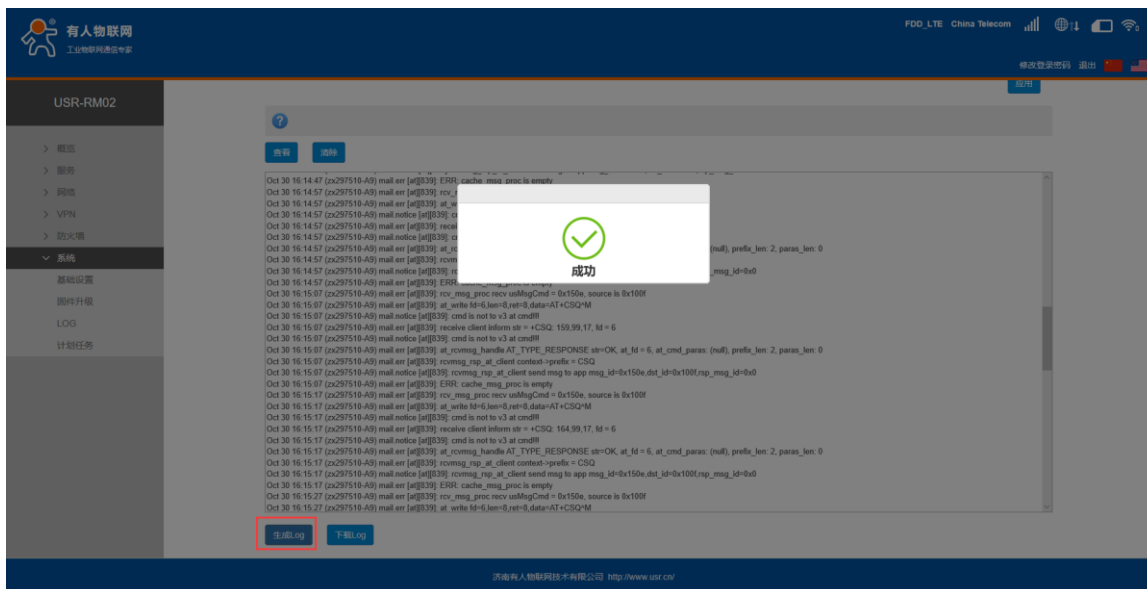 有人物联网
工业物联网通信专家
FDD_LTE China Telecom
修改登录密码 退出
USR-RM02
应用
概览
服务
网络
VPN
防火墙
系统
基础设置
固件升级
LOG
计划任务
查看 清除
Oct 30 16:14:47 (zx297510-A9) mail.err [at][839]: ERR: cache_msg_proc is empty
Oct 30 16:14:57 (zx297510-A9) mail.err [at][839]: rcv_
Oct 30 16:14:57 (zx297510-A9) mail.err [at][839]: at_w
Oct 30 16:14:57 (zx297510-A9) mail.notice [at][839]:
Oct 30 16:14:57 (zx297510-A9) mail.err [at][839]: recei
Oct 30 16:14:57 (zx297510-A9) mail.notice [at][839]:
Oct 30 16:14:57 (zx297510-A9) mail.err [at][839]: at_rc (null), prefix_len: 2, paras_len: 0
Oct 30 16:14:57 (zx297510-A9) mail.err [at][839]: rcvm
Oct 30 16:14:57 (zx297510-A9) mail.notice [at][839]: _msg_id=0x0
Oct 30 16:14:57 (zx297510-A9) mail.err [at][839]: ERR: cache_msg_proc is empty
Oct 30 16:15:07 (zx297510-A9) mail.err [at][839]: rcv_msg_proc recv usMsgCmd = 0x150e, source is 0x100f
Oct 30 16:15:07 (zx297510-A9) mail.err [at][839]: at_write fd=6,len=8,ret=8,data=AT+CSQ^M
Oct 30 16:15:07 (zx297510-A9) mail.notice [at][839]: cmd is not to v3 at cmd!!!
Oct 30 16:15:07 (zx297510-A9) mail.err [at][839]: receive client inform str = +CSQ: 159,99,17, fd = 6
Oct 30 16:15:07 (zx297510-A9) mail.notice [at][839]: cmd is not to v3 at cmd!!!
Oct 30 16:15:07 (zx297510-A9) mail.err [at][839]: at_rcvmsg_handle AT_TYPE_RESPONSE str=OK, at_fd = 6, at_cmd_paras: (null), prefix_len: 2, paras_len: 0
Oct 30 16:15:07 (zx297510-A9) mail.err [at][839]: rcvmsg_rsp_at_client context->prefix = CSQ
Oct 30 16:15:07 (zx297510-A9) mail.notice [at][839]: rcvmsg_rsp_at_client send msg to app msg_id=0x150e,dst_id=0x100f,rsp_msg_id=0x0
Oct 30 16:15:07 (zx297510-A9) mail.err [at][839]: ERR: cache_msg_proc is empty
Oct 30 16:15:17 (zx297510-A9) mail.err [at][839]: rcv_msg_proc recv usMsgCmd = 0x150e, source is 0x100f
Oct 30 16:15:17 (zx297510-A9) mail.err [at][839]: at_write fd=6,len=8,ret=8,data=AT+CSQ^M
Oct 30 16:15:17 (zx297510-A9) mail.notice [at][839]: cmd is not to v3 at cmd!!!
Oct 30 16:15:17 (zx297510-A9) mail.err [at][839]: receive client inform str = +CSQ: 164,99,17, fd = 6
Oct 30 16:15:17 (zx297510-A9) mail.notice [at][839]: cmd is not to v3 at cmd!!!
Oct 30 16:15:17 (zx297510-A9) mail.err [at][839]: at_rcvmsg_handle AT_TYPE_RESPONSE str=OK, at_fd = 6, at_cmd_paras: (null), prefix_len: 2, paras_len: 0
Oct 30 16:15:17 (zx297510-A9) mail.err [at][839]: rcvmsg_rsp_at_client context->prefix = CSQ
Oct 30 16:15:17 (zx297510-A9) mail.notice [at][839]: rcvmsg_rsp_at_client send msg to app msg_id=0x150e,dst_id=0x100f,rsp_msg_id=0x0
Oct 30 16:15:17 (zx297510-A9) mail.err [at][839]: ERR: cache_msg_proc is empty
Oct 30 16:15:27 (zx297510-A9) mail.err [at][839]: rcv_msg_proc recv usMsgCmd = 0x150e, source is 0x100f
Oct 30 16:15:27 (zx297510-A9) mail.err [at][839]: at_write fd=6,len=8,ret=8,data=AT+CSQ^M
成功
生成Log 下载Log
济南有人物联网技术有限公司 http://www.usr.cn/